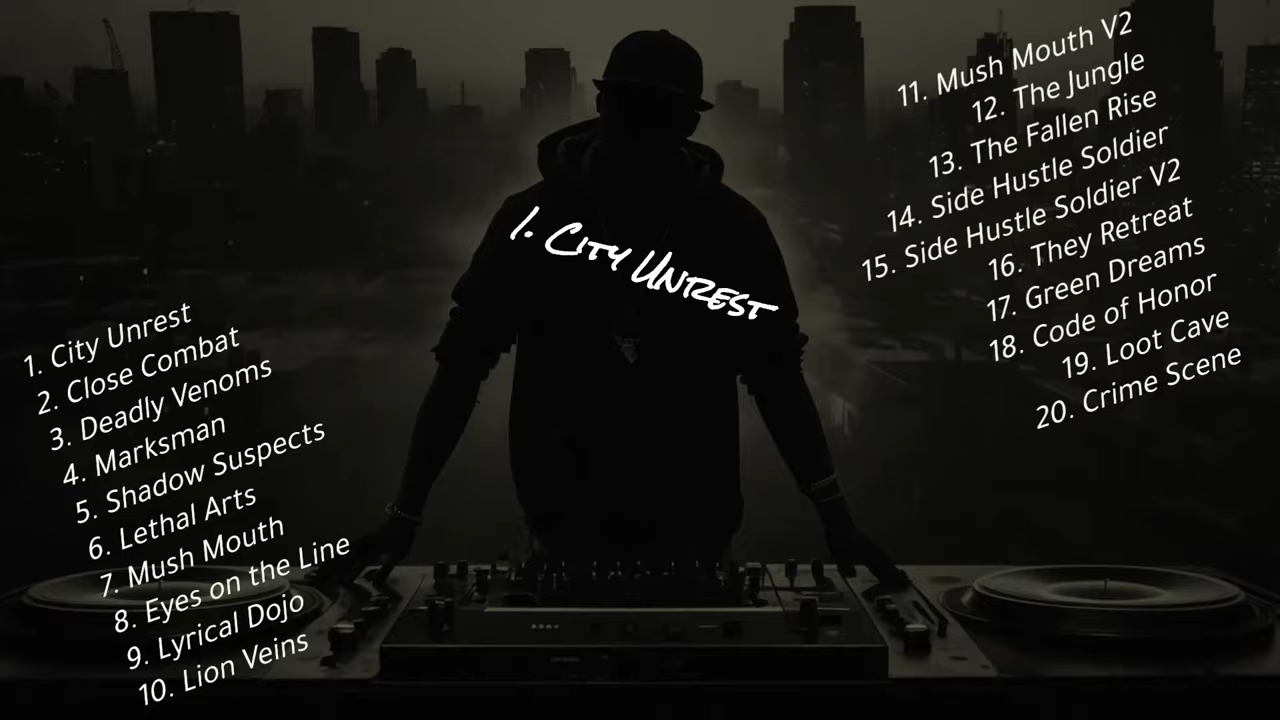 1. City Unrest
2. Close Combat
3. Deadly Venoms
4. Marksman
5. Shadow Suspects
6. Lethal Arts
7. Mush Mouth
8. Eyes on the Line
9. Lyrical Dojo
10. Lion Veins
1. City Unrest
11. Mush Mouth V2
12. The Jungle
13. The Fallen Rise
14. Side Hustle Soldier
15. Side Hustle Soldier V2
16. They Retreat
17. Green Dreams
18. Code of Honor
19. Loot Cave
20. Crime Scene